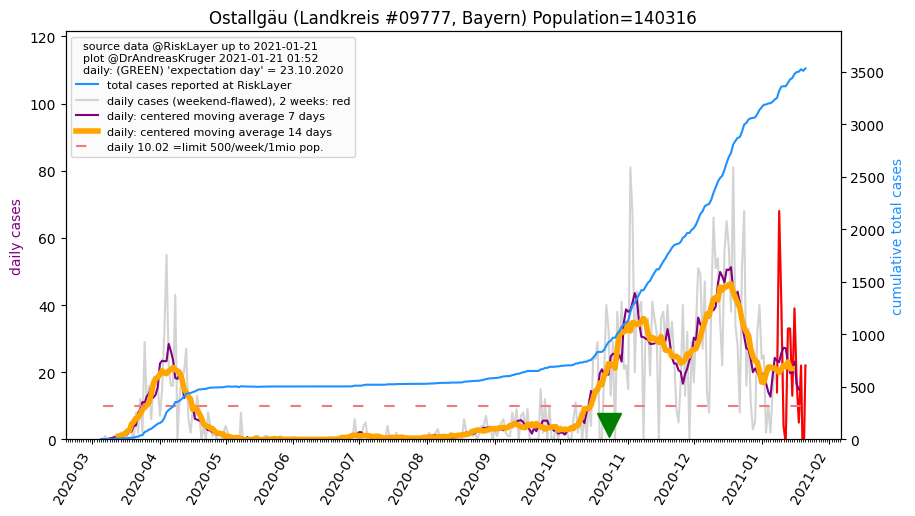 Ostallgäu (Landkreis #09777, Bayern) Population=140316
source data @RiskLayer up to 2021-01-21
plot @DrAndreasKruger 2021-01-21 01:52
daily: (GREEN) 'expectation day' = 23.10.2020
total cases reported at RiskLayer
daily cases (weekend-flawed), 2 weeks: red
daily: centered moving average 7 days
daily: centered moving average 14 days
daily 10.02 =limit 500/week/1mio pop.
daily cases
120
100
80
60
40
20
0
cumulative total cases
3500
3000
2500
2000
1500
1000
500
0
2020-03
2020-04
2020-05
2020-06
2020-07
2020-08
2020-09
2020-10
2020-11
2020-12
2021-01
2021-02